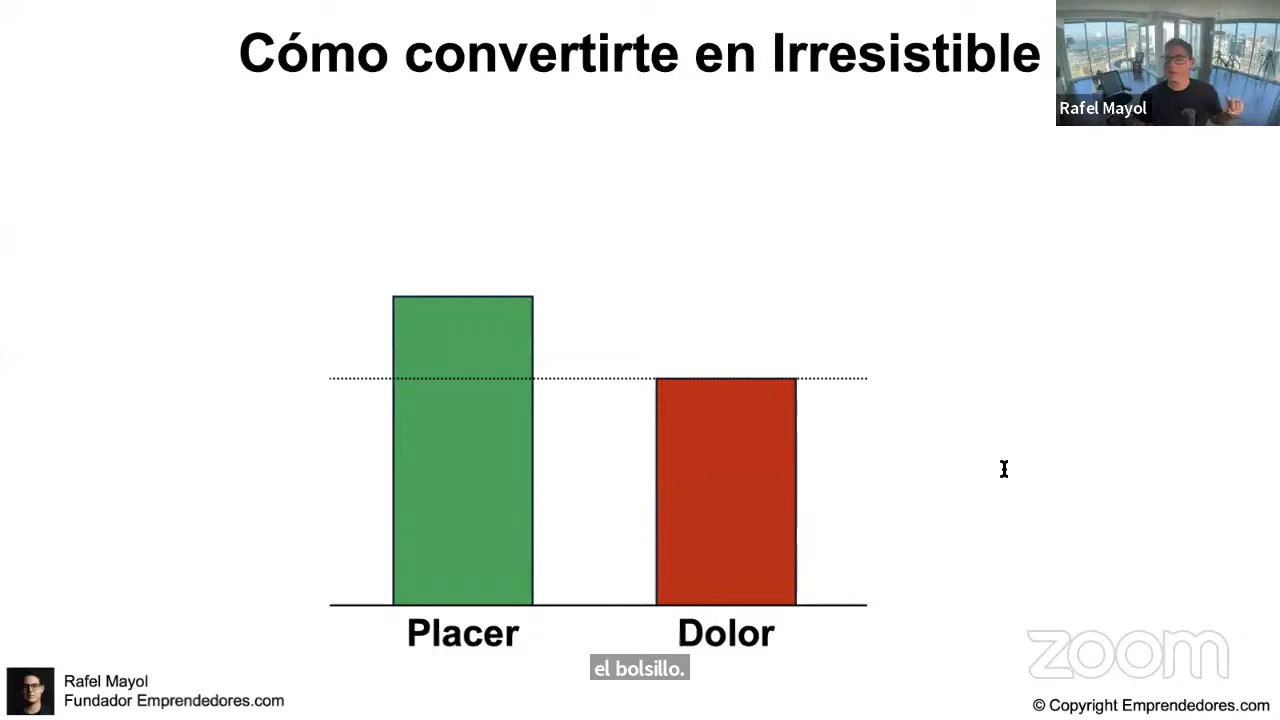 Cómo convertirte en Irresistible
Rafel Mayol
Placer
Dolor
el bolsillo.
Rafel Mayol
Fundador Emprendedores.com
zoom
© Copyright Emprendedores.com